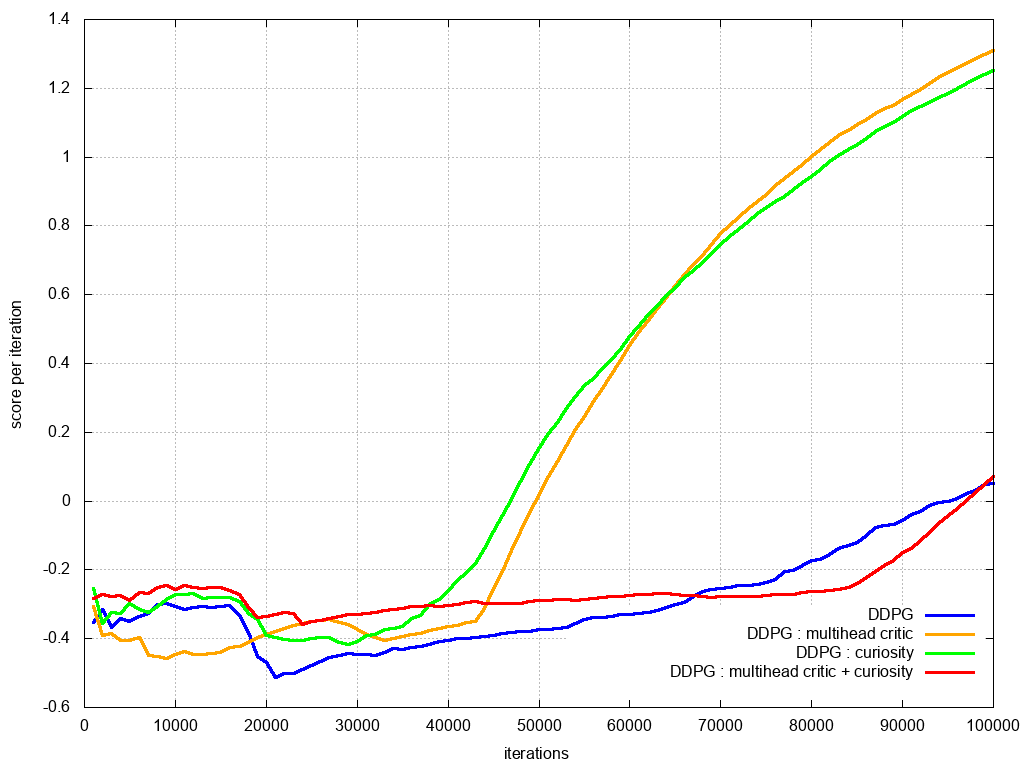 1.4
1.2
1
0.8
0.6
0.4
0.2
0
-0.2
-0.4
-0.6
score per iteration
DDPG
DDPG : multihead critic
DDPG : curiosity
DDPG : multihead critic + curiosity
0 10000 20000 30000 40000 50000 60000 70000 80000 90000 100000
iterations